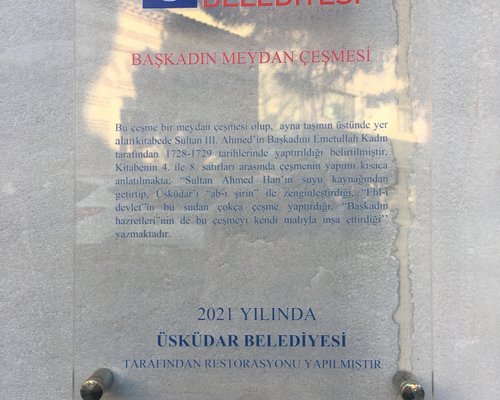 BELEDİYESİ
BAŞKADIN MEYDAN ÇEŞMESİ
Bu çeşme bir meydan çeşmesi olup, ayna taşının üstünde yer
alan kitabede Sultan III. Ahmed'in Başkadını Emetullah Kadın
tarafından 1728-1729 tarihlerinde yaptırıldığı belirtilmiştir.
Kitabenin 4. ile 8. satırları arasında çeşmenin yapımı kısaca
anlatılmakta, "Sultan Ahmed Han'ın suyu kaynağından
getirtip, Üsküdar'ı "ab-ı şirin" ile zenginleştirdiği, "Ehl-i
devlet"in bu sudan çokca çeşme yaptırdığı, "Başkadın
hazretleri"nin de bu çeşmeyi kendi malıyla inşa ettirdiği"
yazmaktadır.
2021 YILINDA
ÜSKÜDAR BELEDİYESİ
TARAFINDAN RESTORASYONU YAPILMIŞTIR